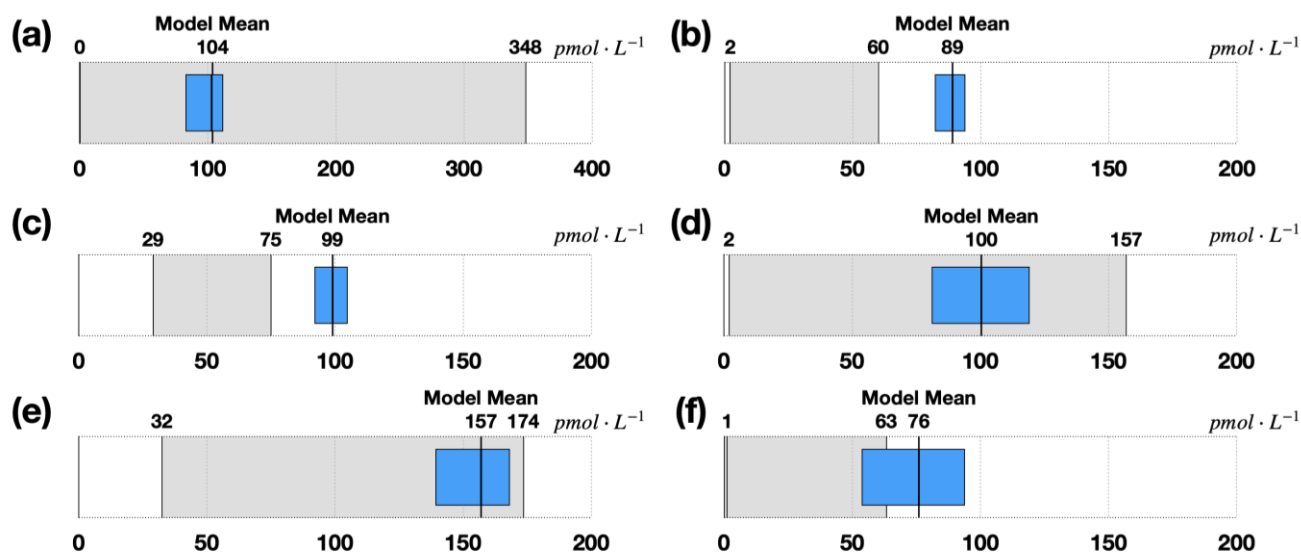 (a) Model Mean
0 104 348 pmol · L⁻¹
0 100 200 300 400
(b) Model Mean
2 60 89 pmol · L⁻¹
0 50 100 150 200
(c) Model Mean
29 75 99 pmol · L⁻¹
0 50 100 150 200
(d) Model Mean
2 100 157 pmol · L⁻¹
0 50 100 150 200
(e) Model Mean
32 157 174 pmol · L⁻¹
0 50 100 150 200
(f) Model Mean
1 63 76 pmol · L⁻¹
0 50 100 150 200